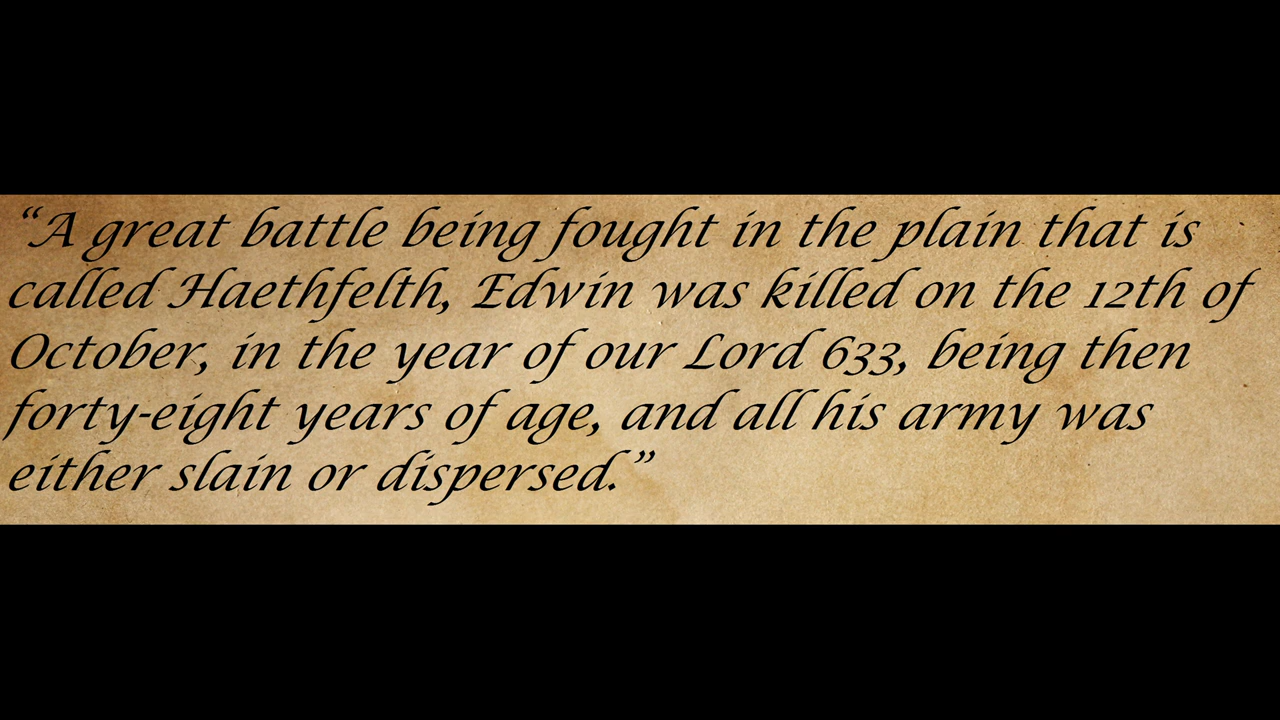 “A great battle being fought in the plain that is
called Haethfelth, Edwin was killed on the 12th of
October, in the year of our Lord 633, being then
forty-eight years of age, and all his army was
either slain or dispersed.”